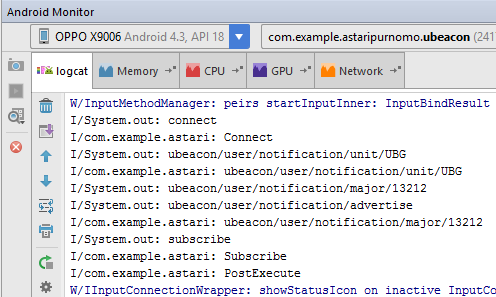 Android Monitor
OPPO X9006 Android 4.3, API 18
com.example.astaripurnomo.ubeacon (241
logcat
Memory
CPU
GPU
Network
W/InputMethodManager: peirs startInputInner: InputBindResult
I/System.out: connect
I/com.example.astari: Connect
I/System.out: ubeacon/user/notification/unit/UBG
I/com.example.astari: ubeacon/user/notification/unit/UBG
I/System.out: ubeacon/user/notification/major/13212
I/System.out: ubeacon/user/notification/advertise
I/com.example.astari: ubeacon/user/notification/major/13212
I/System.out: subscribe
I/com.example.astari: Subscribe
I/com.example.astari: PostExecute
W/IInputConnectionWrapper: showStatusIcon on inactive InputCo